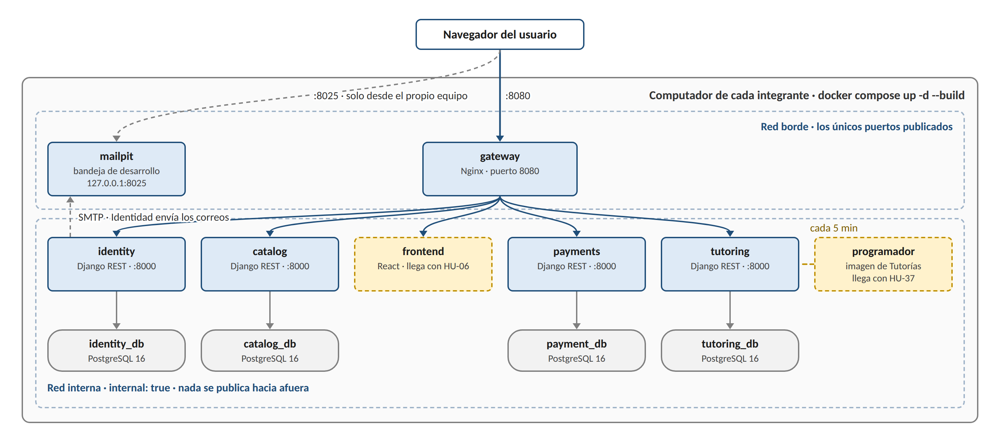 Navegador del usuario
:8025 · solo desde el propio equipo
:8080
Computador de cada integrante · docker compose up -d --build
Red borde · los únicos puertos publicados
mailpit
bandeja de desarrollo
127.0.0.1:8025
gateway
Nginx · puerto 8080
SMTP · Identidad envía los correos
cada 5 min
identity
Django REST · :8000
catalog
Django REST · :8000
frontend
React · llega con HU-06
payments
Django REST · :8000
tutoring
Django REST · :8000
programador
imagen de Tutorías
llega con HU-37
identity_db
PostgreSQL 16
catalog_db
PostgreSQL 16
payment_db
PostgreSQL 16
tutoring_db
PostgreSQL 16
Red interna · internal: true · nada se publica hacia afuera